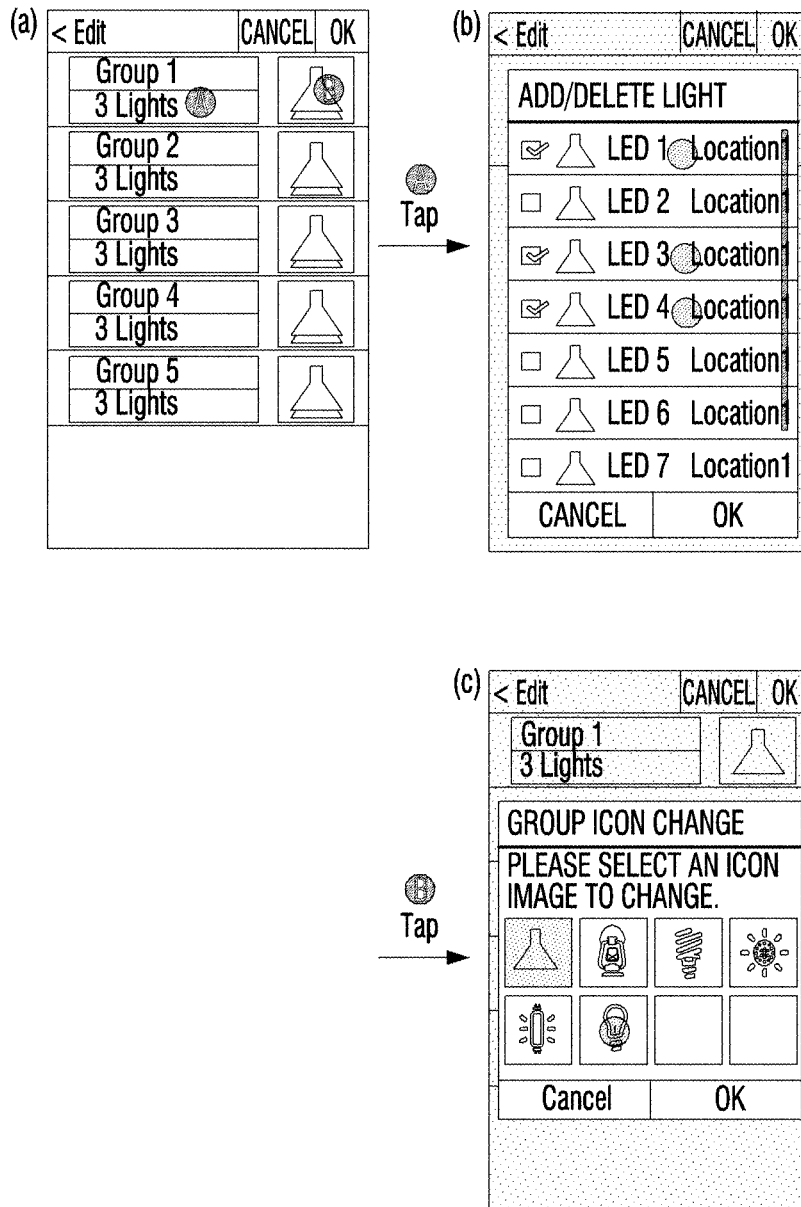 (a)
< Edit CANCEL OK
Group 1
3 Lights A
B
Group 2
3 Lights
Group 3
3 Lights
Group 4
3 Lights
Group 5
3 Lights
A
Tap
(b)
< Edit CANCEL OK
ADD/DELETE LIGHT
LED 1 Location1
LED 2 Location1
LED 3 Location1
LED 4 Location1
LED 5 Location1
LED 6 Location1
LED 7 Location1
CANCEL OK
B
Tap
(c)
< Edit CANCEL OK
Group 1
3 Lights
GROUP ICON CHANGE
PLEASE SELECT AN ICON
IMAGE TO CHANGE.
Cancel OK